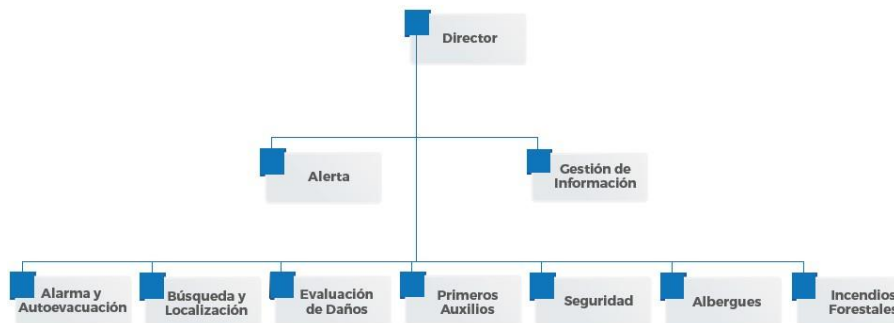 Director
Alerta
Gestión de
Información
Alarma y
Autoevacuación
Búsqueda y
Localización
Evaluación
de Daños
Primeros
Auxilios
Seguridad
Albergues
Incendios
Forestales